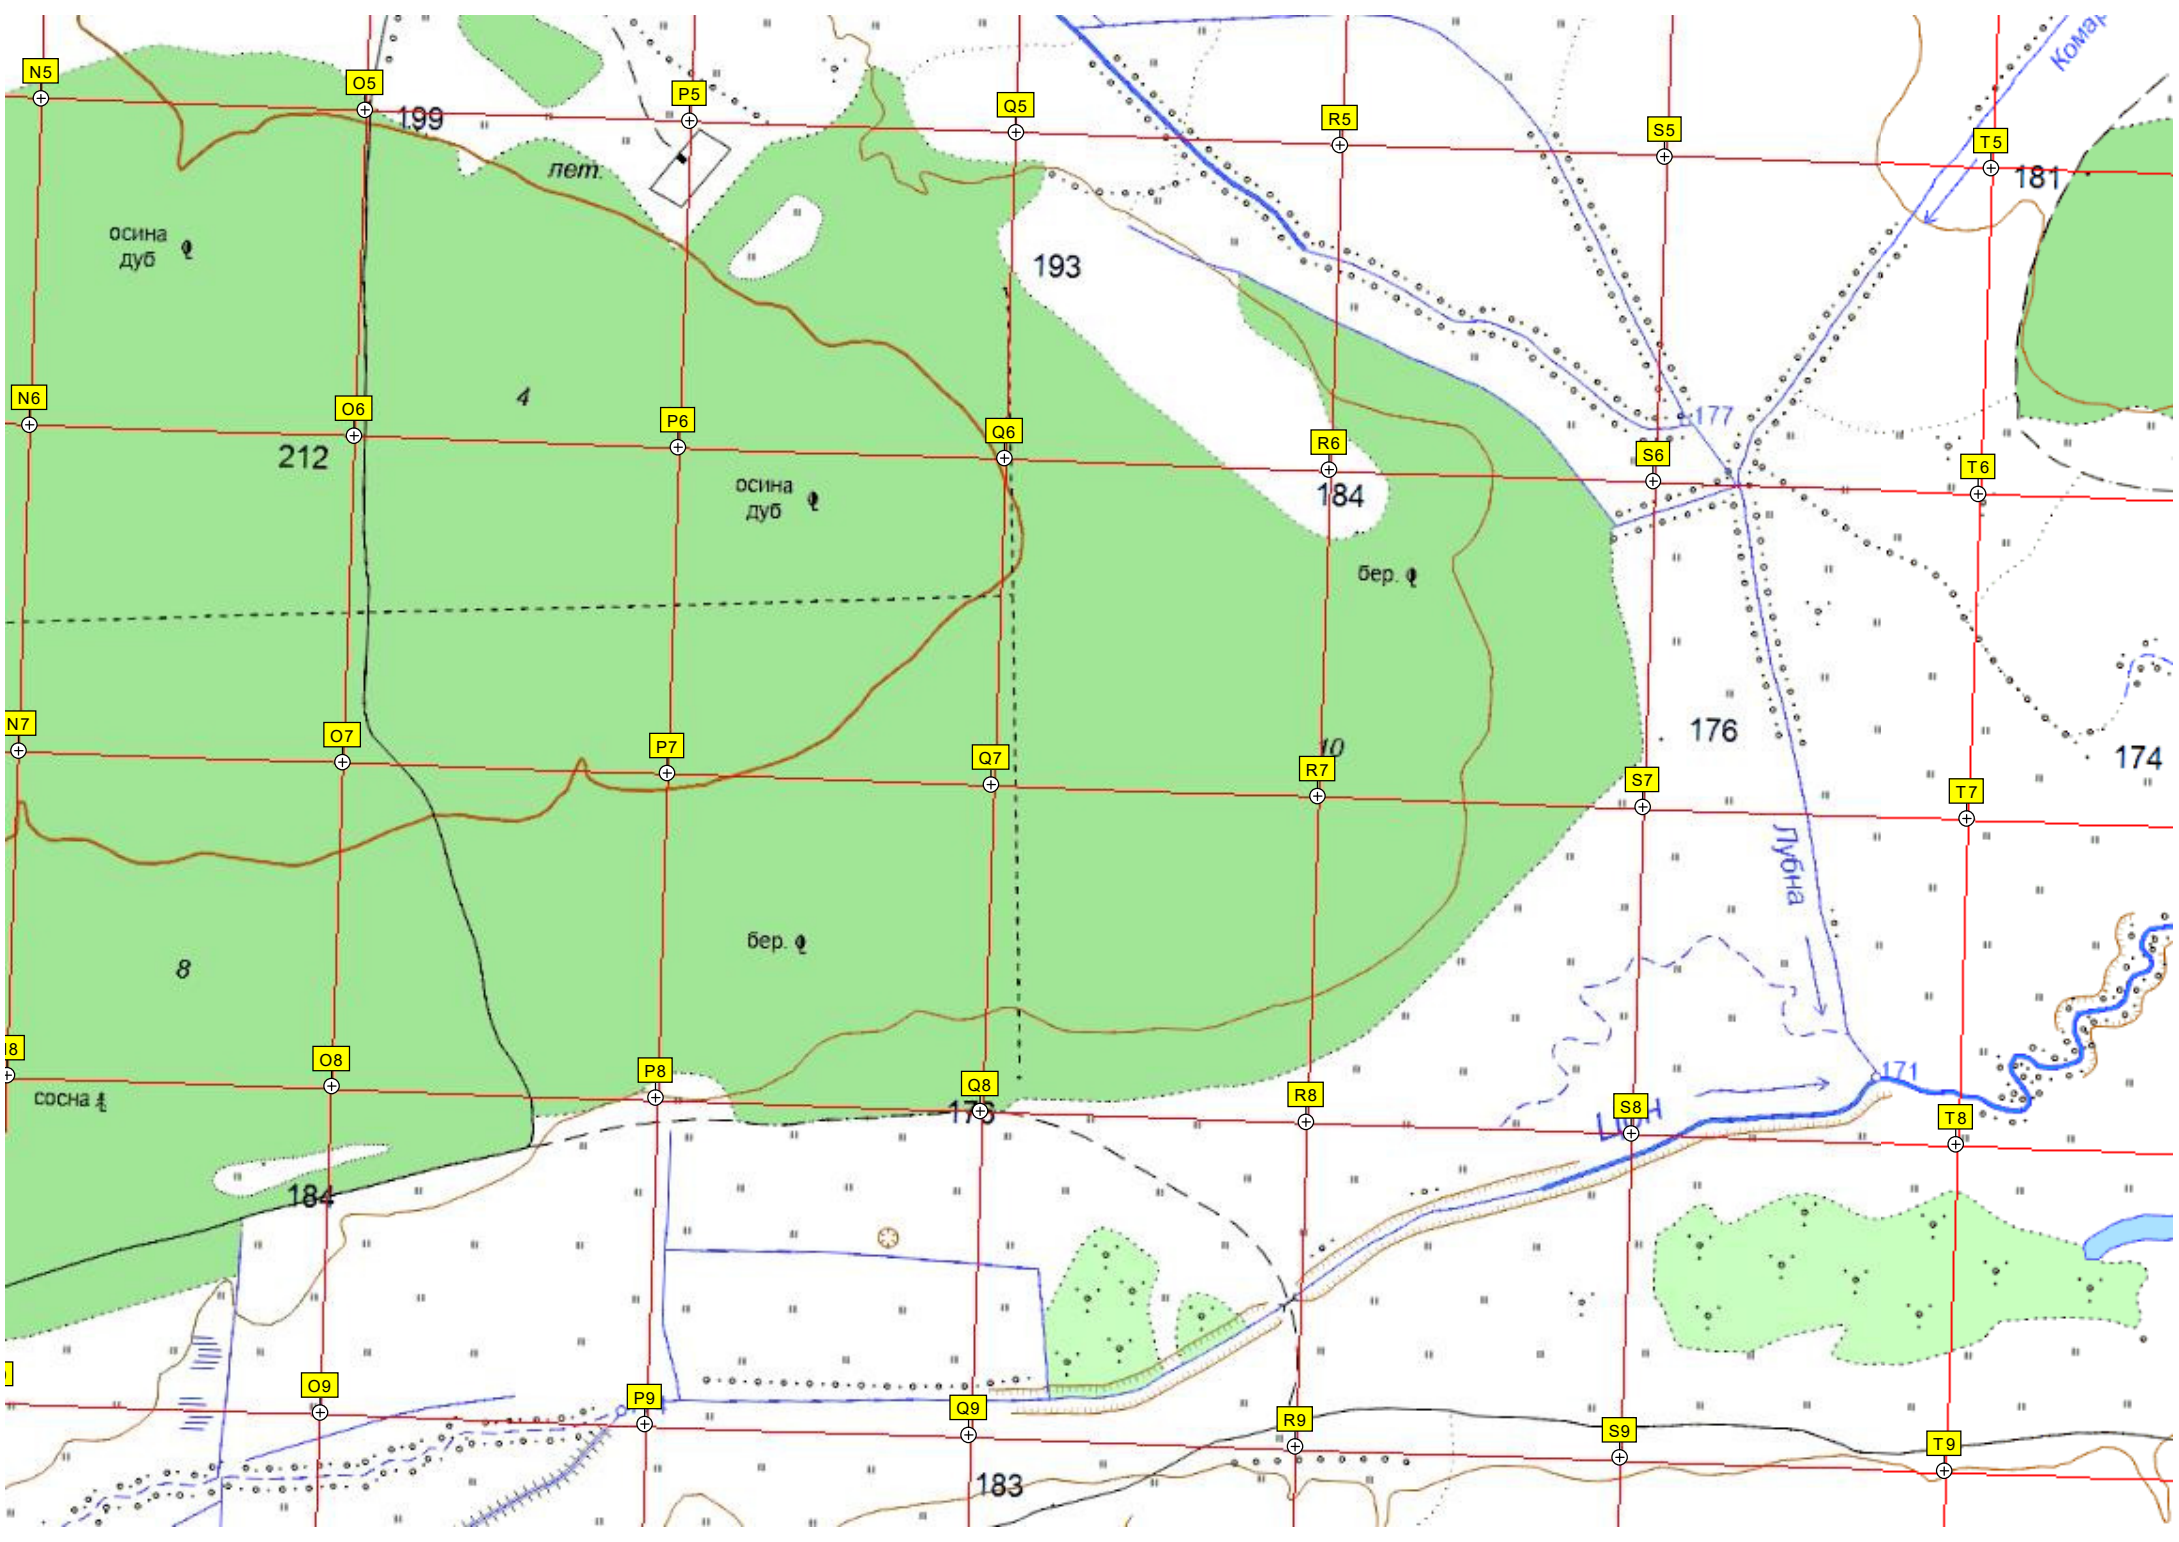 Комар
N5
O5
199
P5
Q5
R5
S5
T5
181
лет.
осина
дуб
193
N6
O6
4
P6
Q6
R6
S6
177
T6
212
осина
дуб
184
бер.
N7
O7
P7
Q7
10
R7
176
S7
T7
174
Лубна
бер.
8
O8
P8
Q8
R8
S8
171
T8
сосна
184
O9
P9
Q9
R9
S9
T9
183